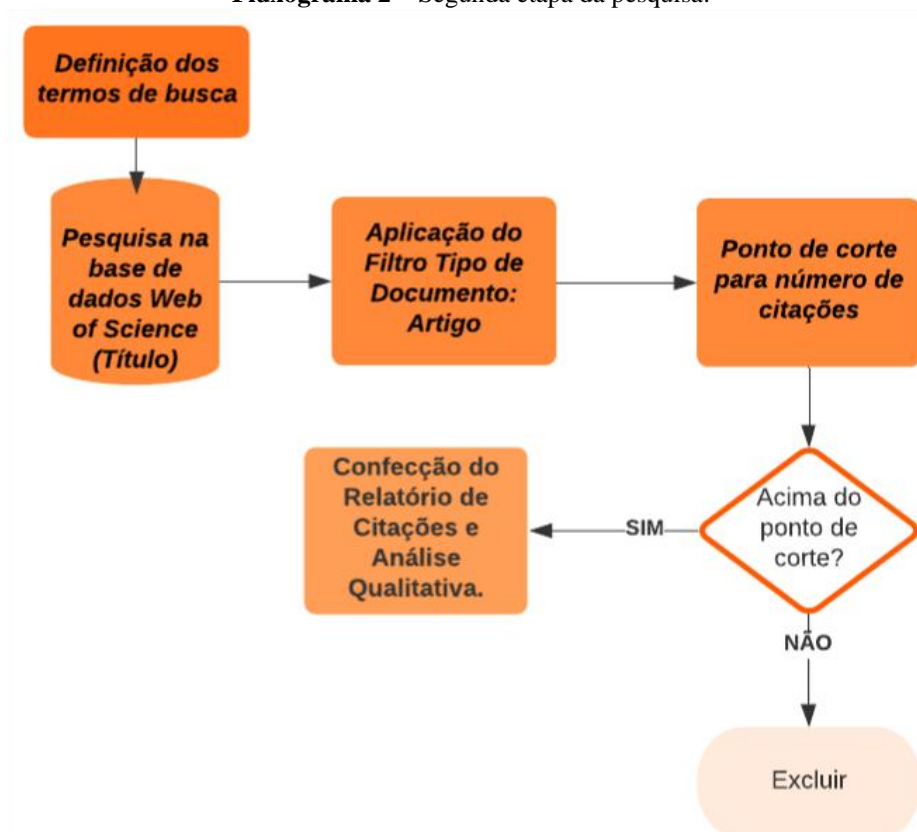 Segunda etapa da pesquisa.
Definição dos
termos de busca
Pesquisa na
base de
dados Web
of Science
(Título)
Aplicação do
Filtro Tipo de
Documento:
Artigo
Ponto de corte
para número de
citações
Acima do
ponto de
corte?
SIM
Confecção do
Relatório de
Citações e
Análise
Qualitativa.
NÃO
Excluir